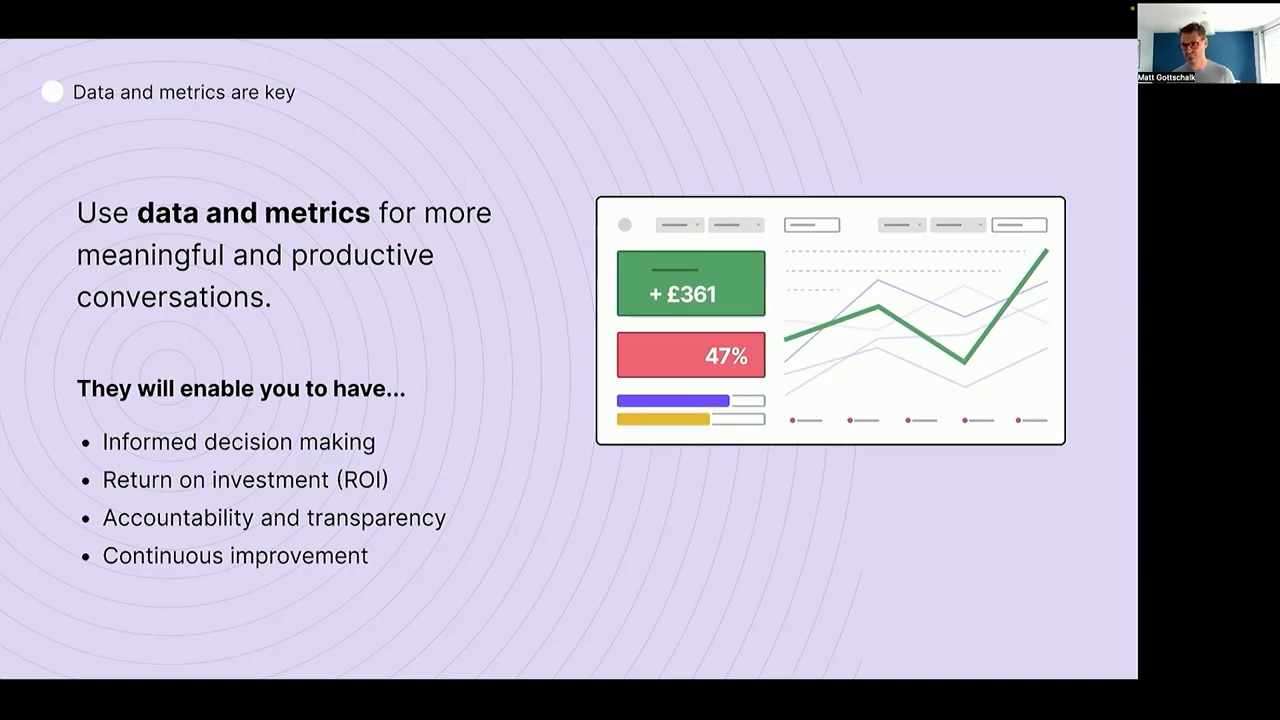 Data and metrics are key
Matt Gottschalk
Use data and metrics for more
meaningful and productive
conversations.
They will enable you to have...
• Informed decision making
• Return on investment (ROI)
• Accountability and transparency
• Continuous improvement
+ £361
47%